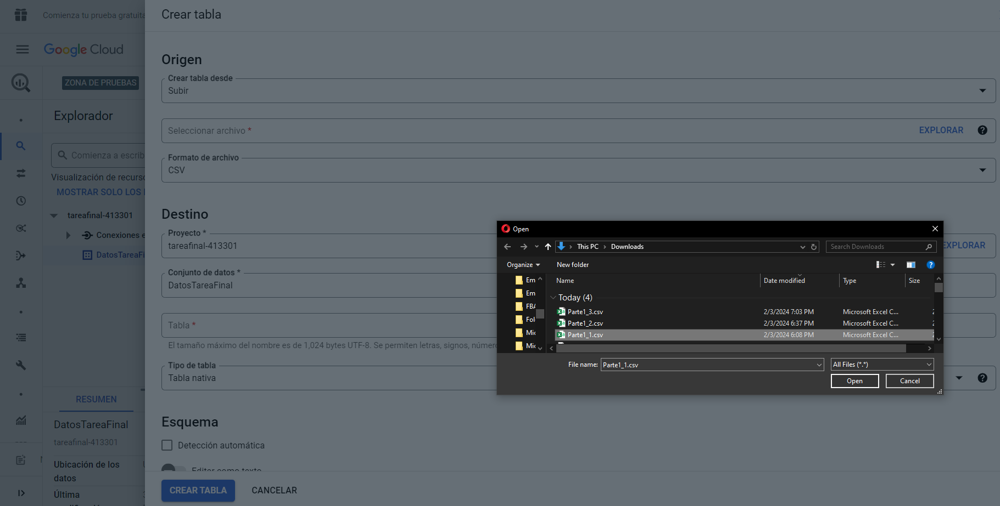 Comienza tu prueba gratuita
Crear tabla
Google Cloud
ZONA DE PRUEBAS
Explorador
Comienza a escrib
Visualización de recurso
MOSTRAR SOLO LOS
tareafinal-413301
Conexiones e
DatosTareaFi
RESUMEN
DatosTareaFinal
tareafinal-413301
Ubicación de los
datos
Última
Origen
Crear tabla desde
Subir
Seleccionar archivo *
EXPLORAR
Formato de archivo
CSV
Destino
Proyecto *
tareafinal-413301
EXPLORAR
Conjunto de datos *
DatosTareaFinal
Tabla *
El tamaño máximo del nombre es de 1,024 bytes UTF-8. Se permiten letras, signos, número
Tipo de tabla
Tabla nativa
Esquema
Detección automática
Editar como texto
CREAR TABLA
CANCELAR
Open
This PC > Downloads
Search Downloads
Organize
New folder
Em
Em
FBA
Fol
Mic
Mic
Name Date modified Type Size
Today (4)
Parte1_3.csv 2/3/2024 7:03 PM Microsoft Excel C... 2
Parte1_2.csv 2/3/2024 6:37 PM Microsoft Excel C...
Parte1_1.csv 2/3/2024 6:08 PM Microsoft Excel C... 2
File name: Parte1_1.csv
All Files (*.*)
Open
Cancel